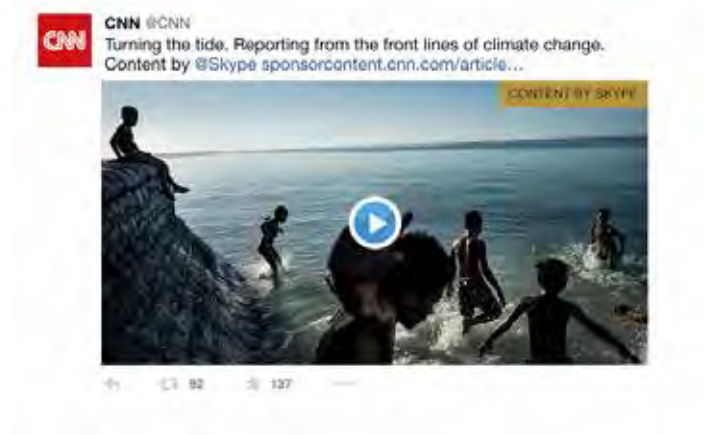 CNN
CNN @CNN
Turning the tide. Reporting from the front lines of climate change.
Content by @Skype sponsorcontent.cnn.com/article...
CONTENT BY SKYPE
92 137